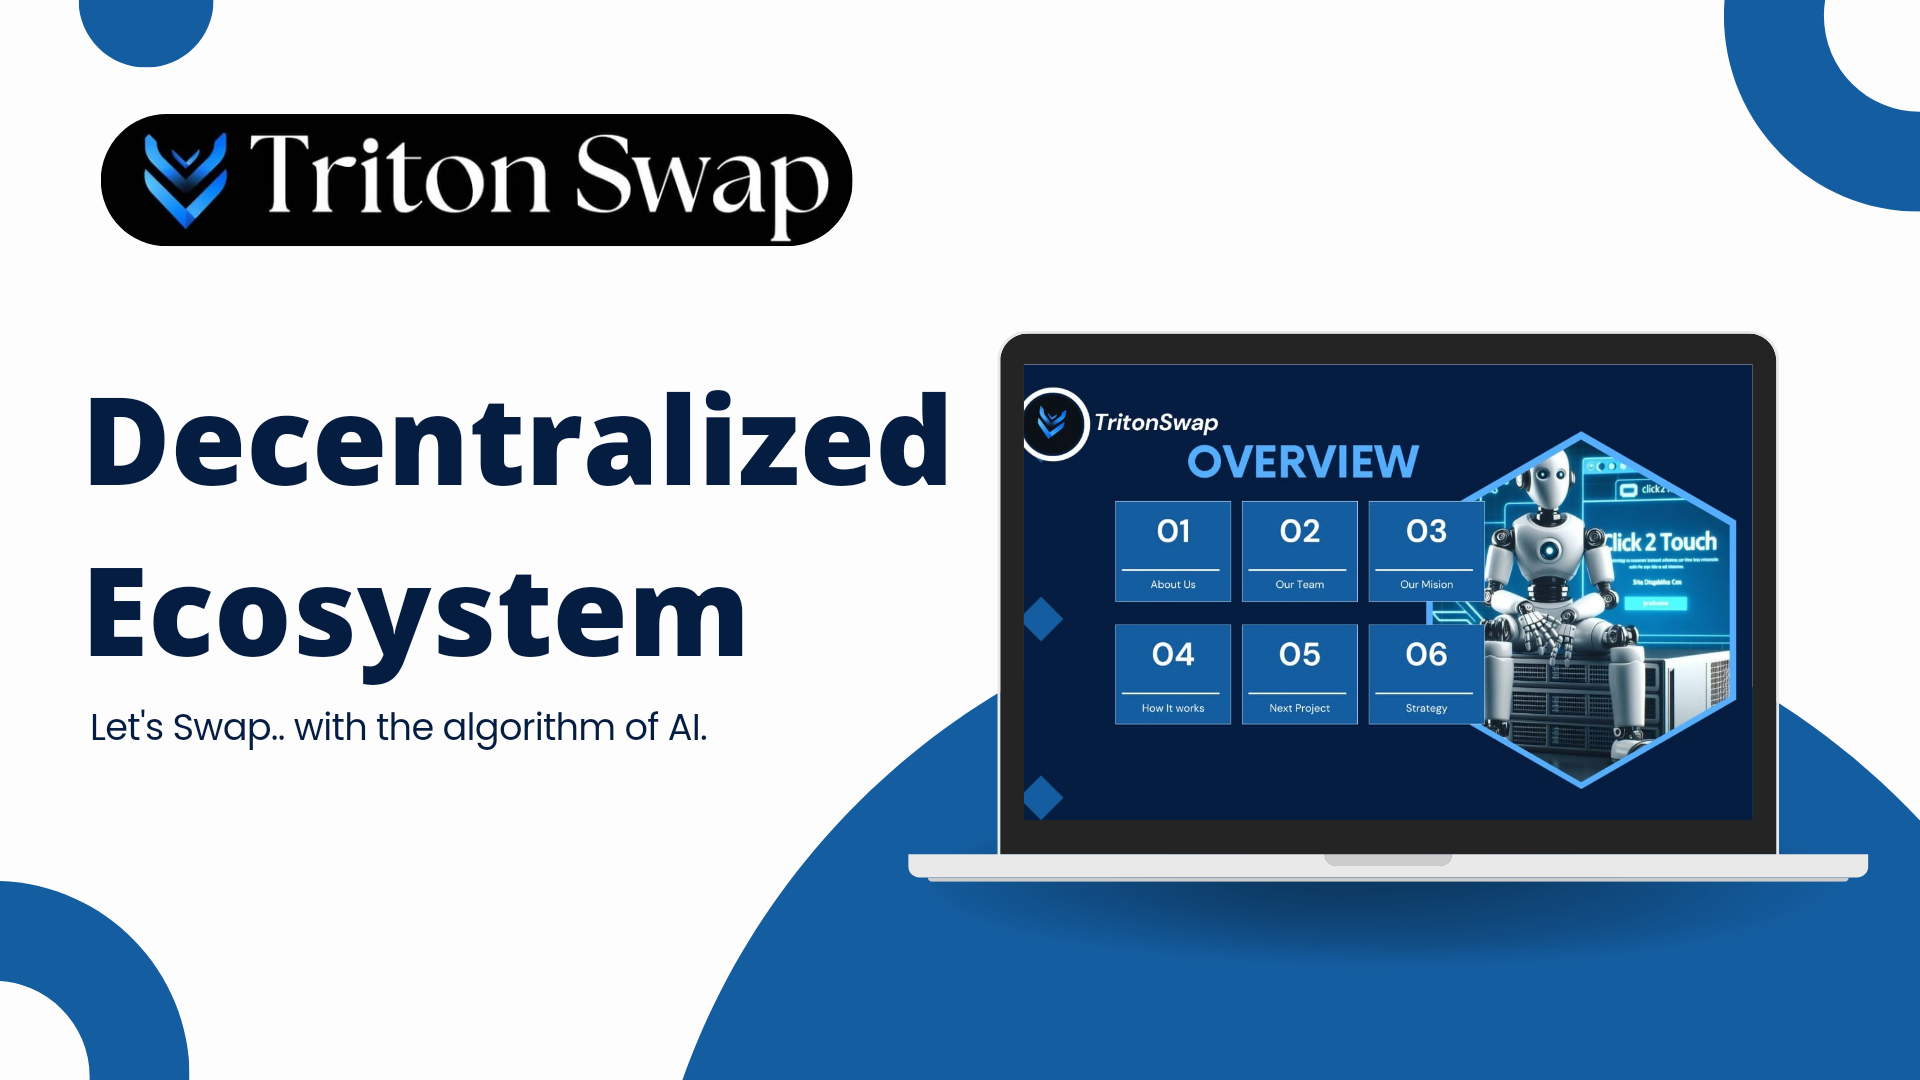 Triton Swap
Decentralized
Ecosystem
Let's Swap.. with the algorithm of AI.
TritonSwap
OVERVIEW
01
About Us
02
Our Team
03
Our Mision
04
How It works
05
Next Project
06
Strategy
Click 2 Touch